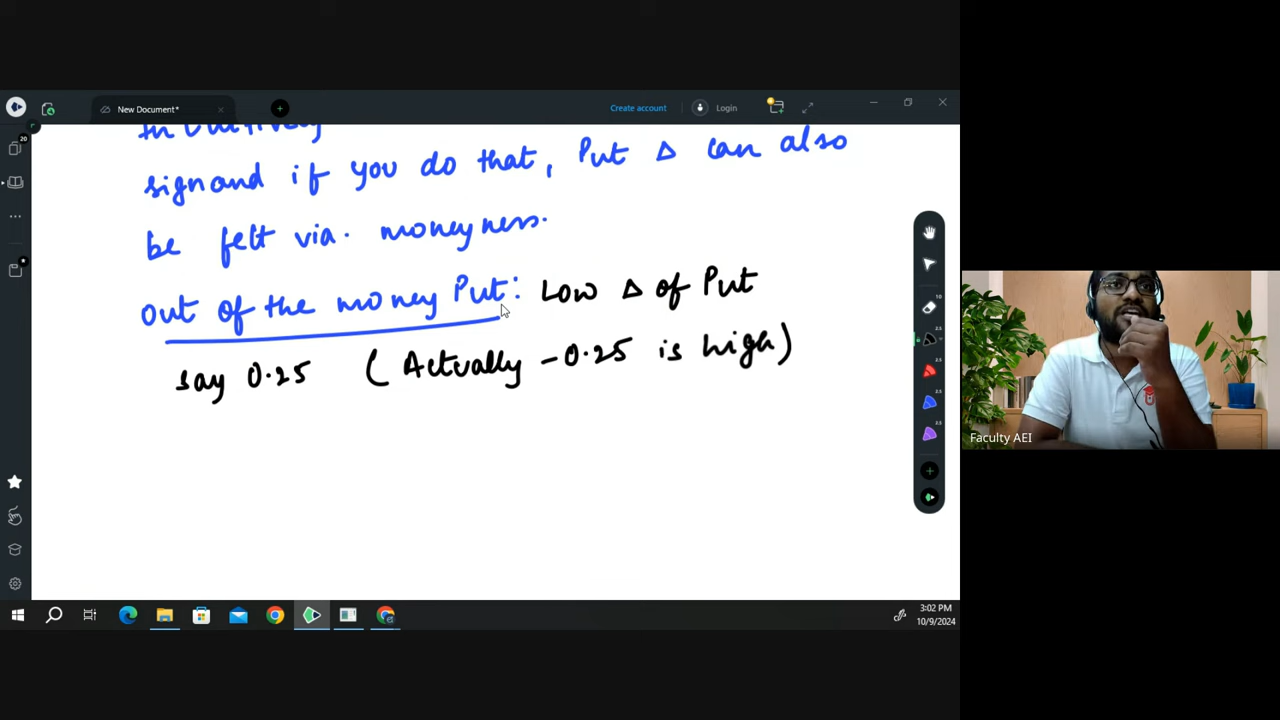 New Document*
Create account
Login
signand if you do that, Put Δ can also
be felt via. moneyness.
out of the money Put: Low Δ of Put
say 0.25 (Actually -0.25 is high)
Faculty AEI
3:02 PM
10/9/2024